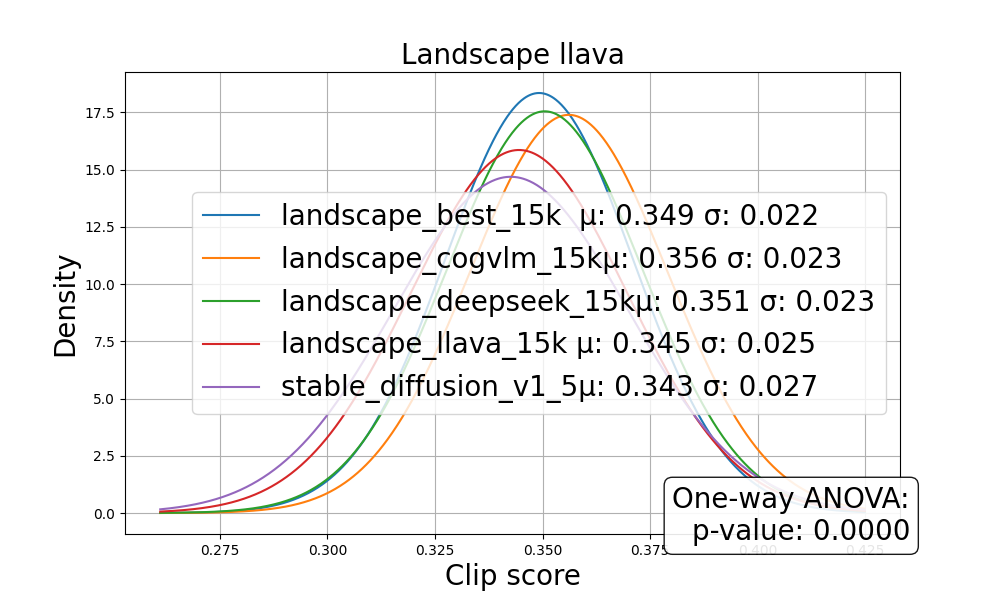 Landscape llava
Density
17.5
15.0
12.5
10.0
7.5
5.0
2.5
0.0
landscape_best_15k  μ: 0.349 σ: 0.022
landscape_cogvlm_15kμ: 0.356 σ: 0.023
landscape_deepseek_15kμ: 0.351 σ: 0.023
landscape_llava_15k μ: 0.345 σ: 0.025
stable_diffusion_v1_5μ: 0.343 σ: 0.027
One-way ANOVA:
p-value: 0.0000
0.275 0.300 0.325 0.350 0.375 0.400 0.425
Clip score